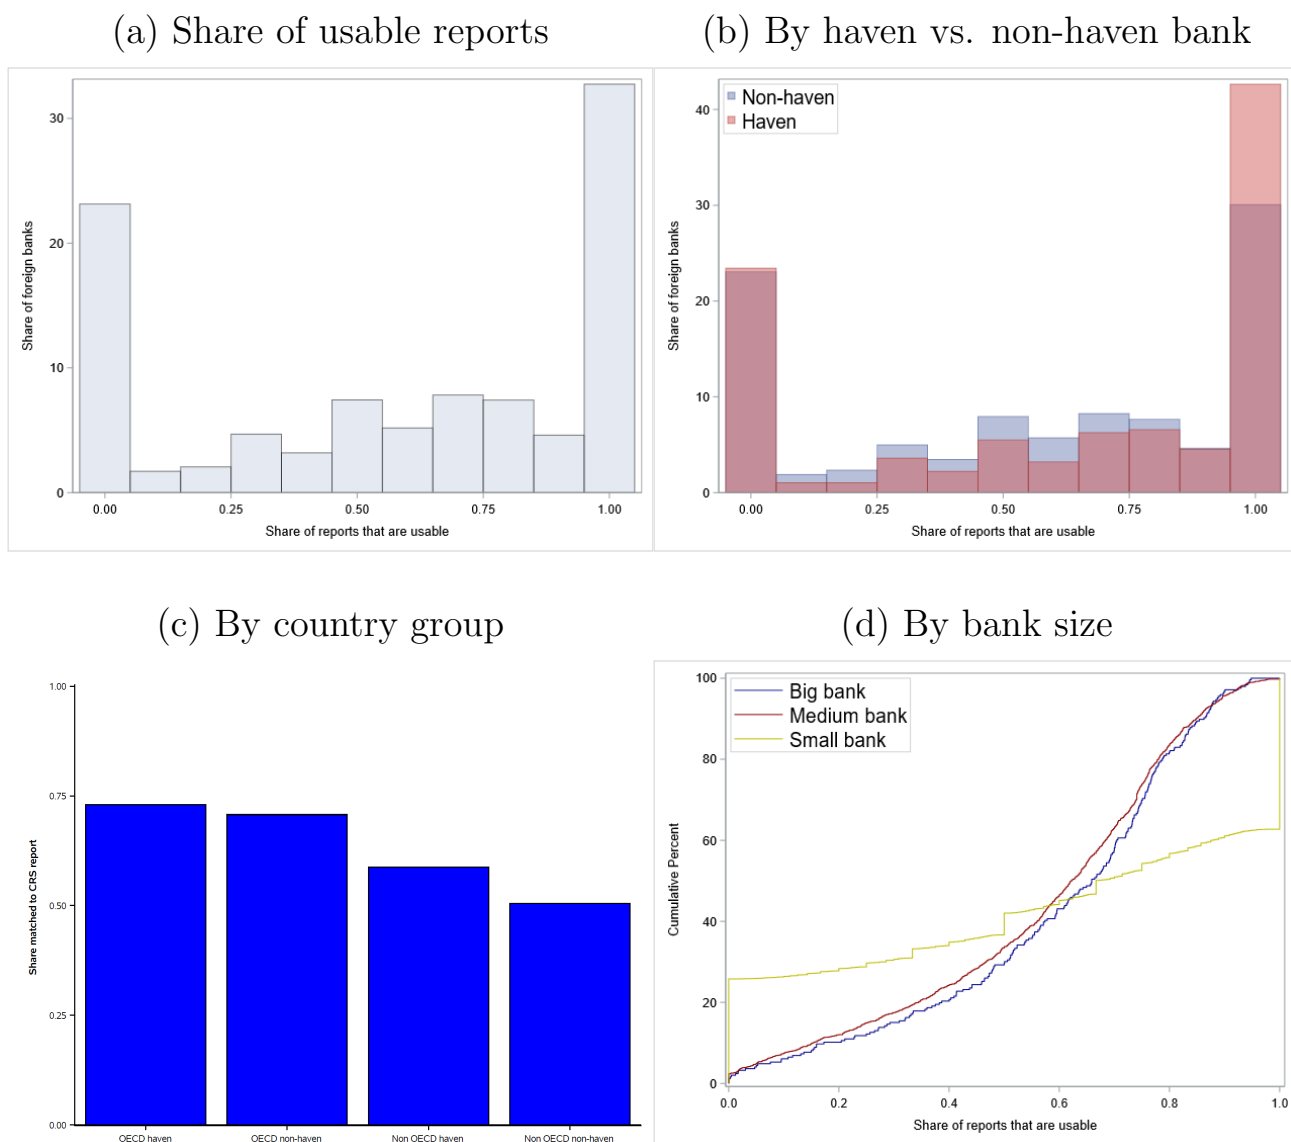 (a) Share of usable reports
(b) By haven vs. non-haven bank
Share of foreign banks
30
20
10
0
0.00 0.25 0.50 0.75 1.00
Share of reports that are usable
Non-haven
Haven
Share of foreign banks
40
30
20
10
0
0.00 0.25 0.50 0.75 1.00
Share of reports that are usable
(c) By country group
(d) By bank size
Share matched to CRS report
1.00
0.75
0.50
0.25
0.00
OECD haven OECD non-haven Non OECD haven Non OECD non-haven
Big bank
Medium bank
Small bank
Cumulative Percent
100
80
60
40
20
0
0.0 0.2 0.4 0.6 0.8 1.0
Share of reports that are usable